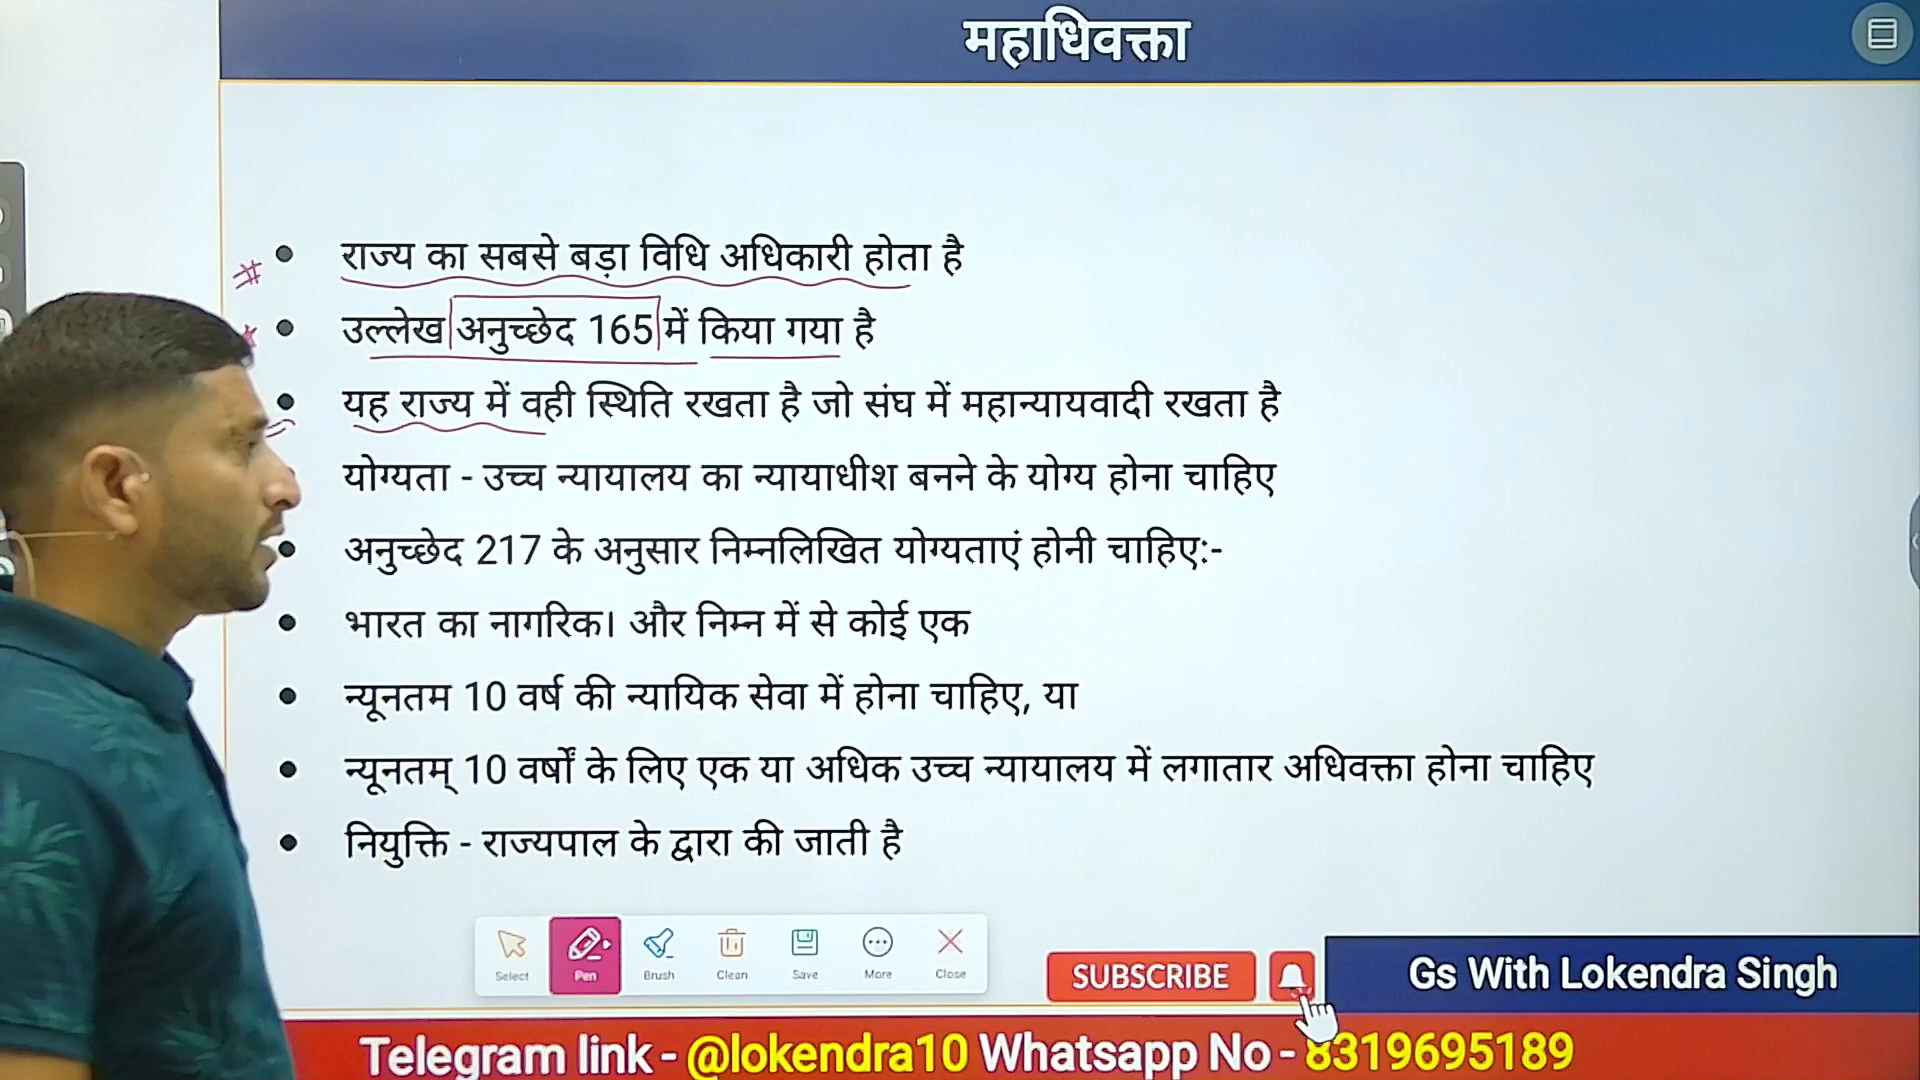 महाधिवक्ता
राज्य का सबसे बड़ा विधि अधिकारी होता है
उल्लेख अनुच्छेद 165 में किया गया है
यह राज्य में वही स्थिति रखता है जो संघ में महान्यायवादी रखता है
योग्यता - उच्च न्यायालय का न्यायाधीश बनने के योग्य होना चाहिए
अनुच्छेद 217 के अनुसार निम्नलिखित योग्यताएं होनी चाहिए:-
भारत का नागरिक। और निम्न में से कोई एक
न्यूनतम 10 वर्ष की न्यायिक सेवा में होना चाहिए, या
न्यूनतम् 10 वर्षों के लिए एक या अधिक उच्च न्यायालय में लगातार अधिवक्ता होना चाहिए
नियुक्ति - राज्यपाल के द्वारा की जाती है
Select Pen Brush Clean Save More Close
SUBSCRIBE
Gs With Lokendra Singh
Telegram link - @lokendra10 Whatsapp No - 8319695189